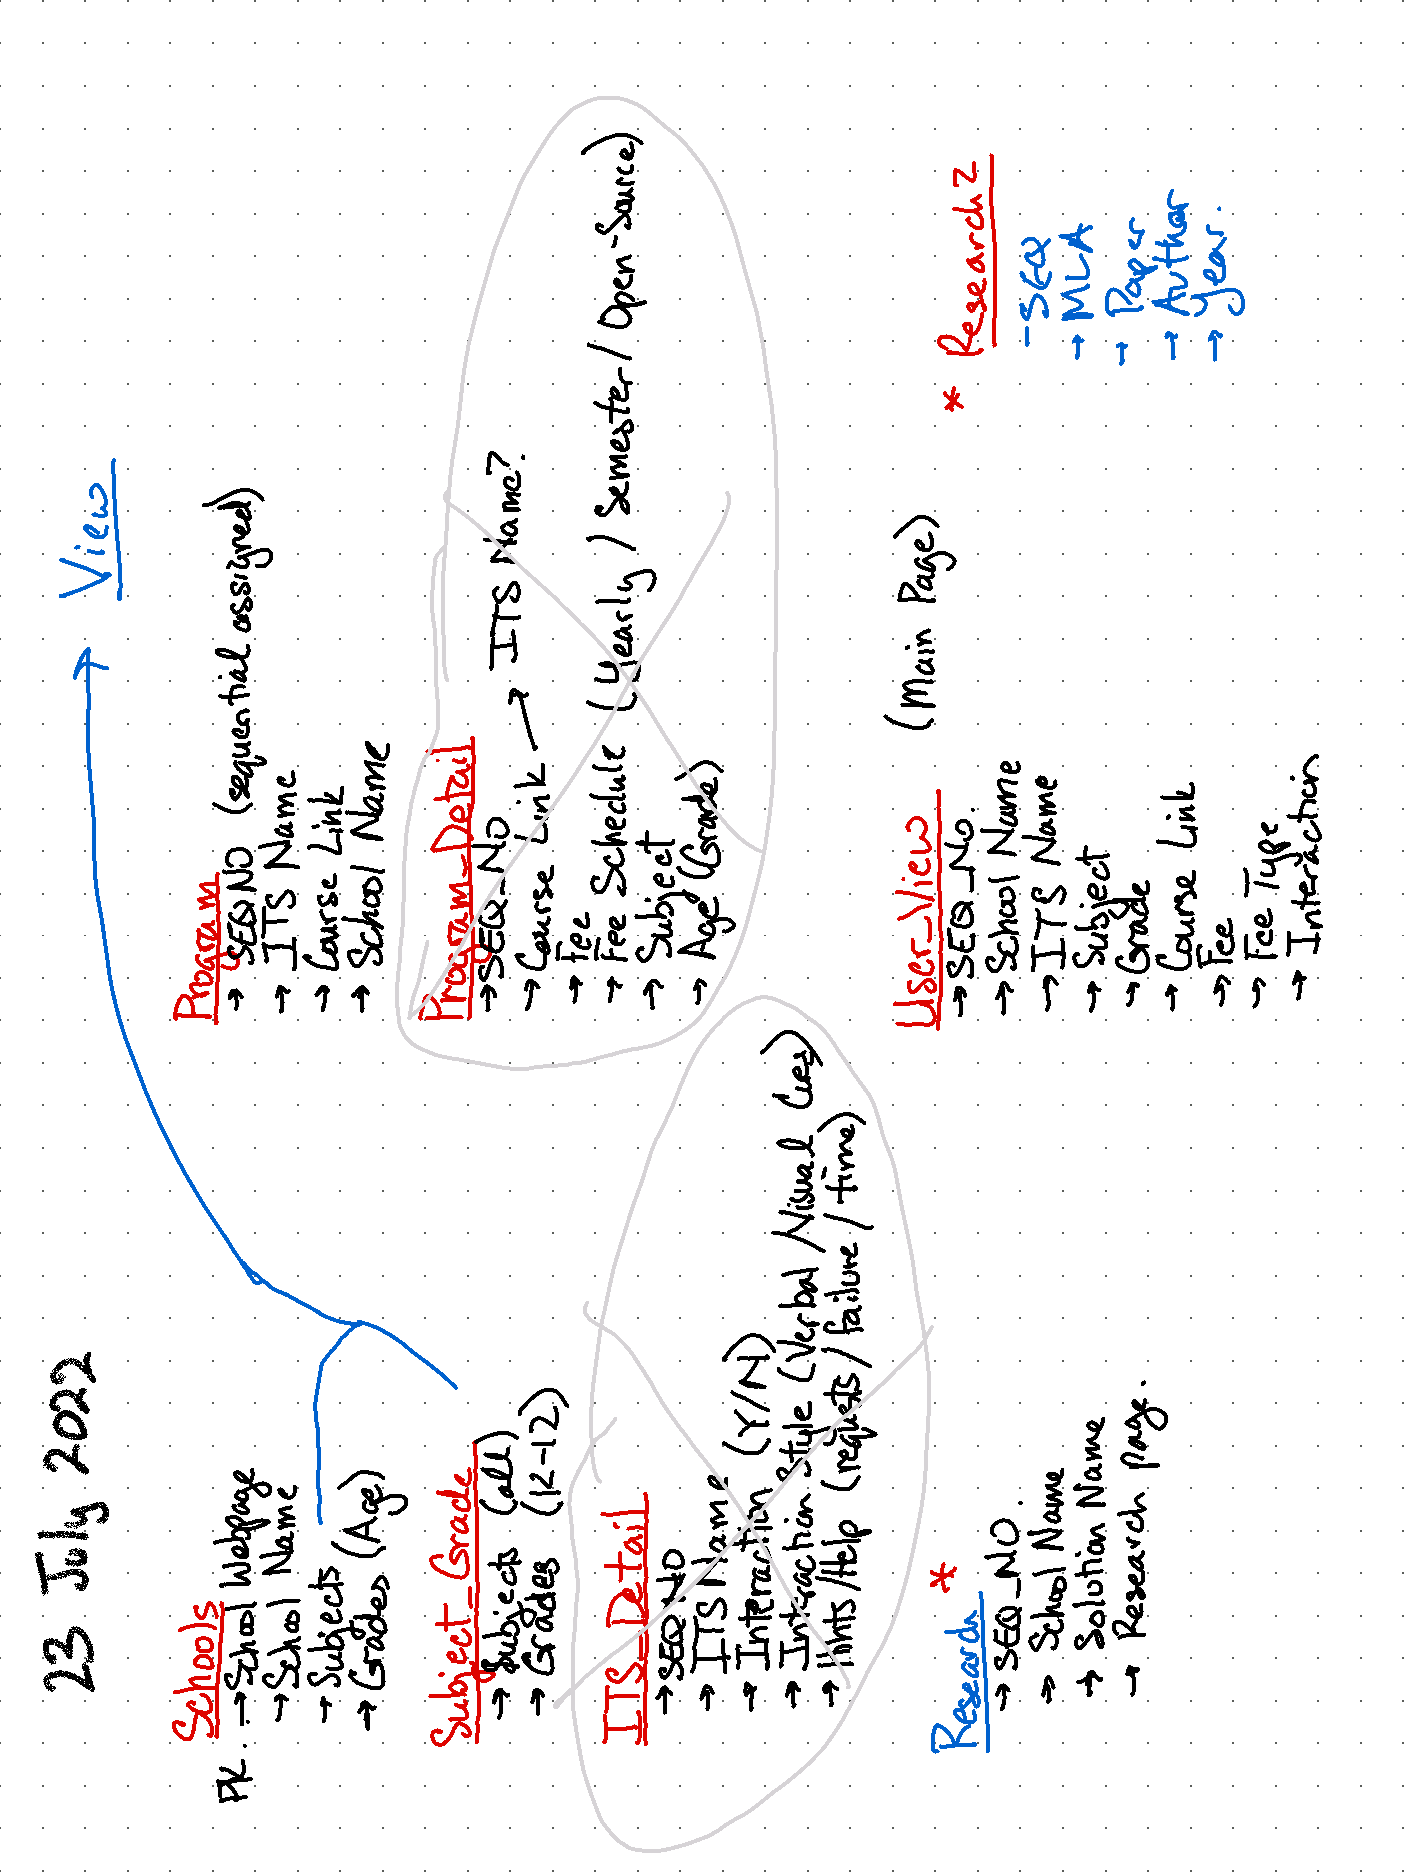 23 July 2022
View
Schools
PK. → School Webpage
→ School Name
→ Subjects
→ Grades (Age)
Program
→ SEQ_NO (sequential assigned)
→ ITS Name
→ Course Link
→ School Name
Subject_Grade
→ Subjects (all)
→ Grades (K-12)
Program_Detail
→ SEQ_NO
→ Course Link → ITS Name?
→ Fee
→ Fee Schedule (Yearly / Semester / Open-Source)
→ Subject
→ Age (Grade)
ITS_Detail
→ SEQ_NO
→ ITS Name
→ Interaction (Y/N)
→ Interaction Style (Verbal / Visual Cues)
→ Hints/Help (requests / failure / time)
User_View (Main Page)
→ SEQ_No.
→ School Name
→ ITS Name
→ Subject
→ Grade
→ Course Link
→ Fee
→ Fee Type
→ Interaction
Research *
→ SEQ_NO.
→ School Name
→ Solution Name
→ Research page.
* Research 2
- SEQ
→ MLA
→ Paper
→ Author
→ year.